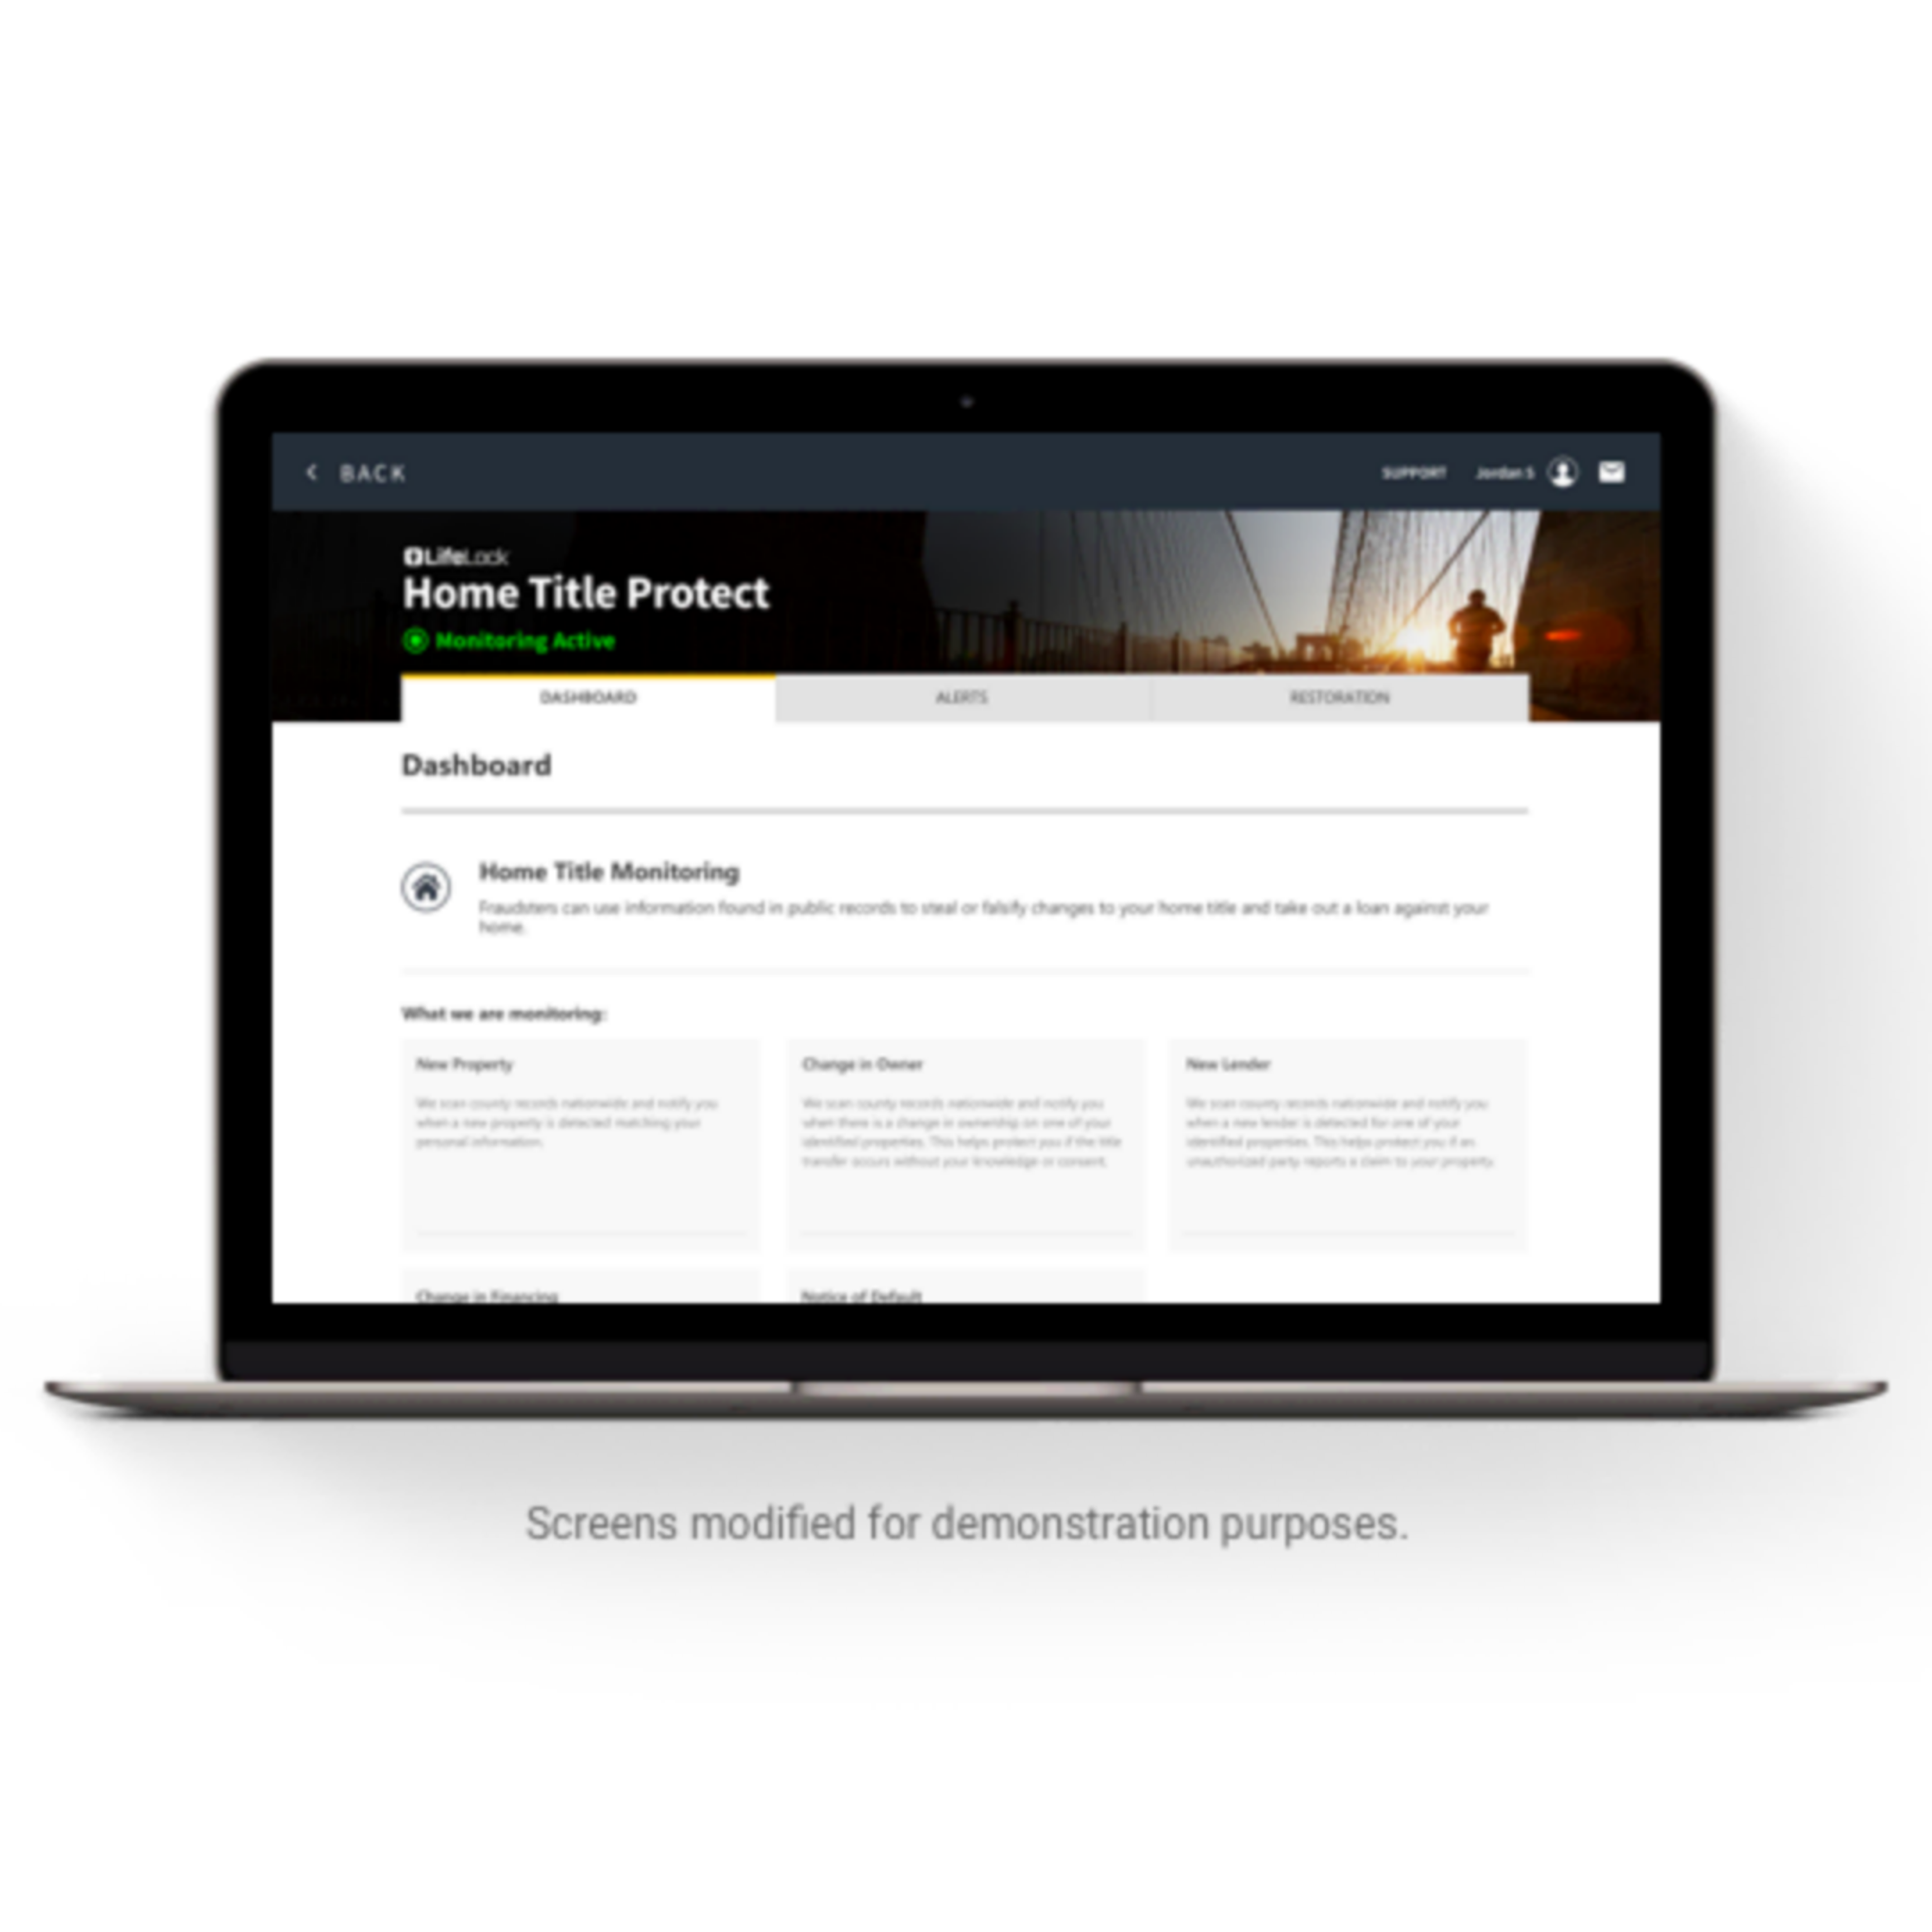 BACK
SUPPORT Jordan S
LifeLock
Home Title Protect
Monitoring Active
DASHBOARD ALERTS RESTORATION
Dashboard
Home Title Monitoring
Fraudsters can use information found in public records to steal or falsify changes to your home title and take out a loan against your
home.
What we are monitoring:
New Property
We scan county records nationwide and notify you
when a new property is detected matching your
personal information.
Change in Owner
We scan county records nationwide and notify you
when there is a change in ownership on one of your
identified properties. This helps protect you if the title
transfer occurs without your knowledge or consent.
New Lender
We scan county records nationwide and notify you
when a new lender is detected for one of your
identified properties. This helps protect you if an
unauthorized party reports a claim to your property.
Change in Financing
Notice of Default
Screens modified for demonstration purposes.